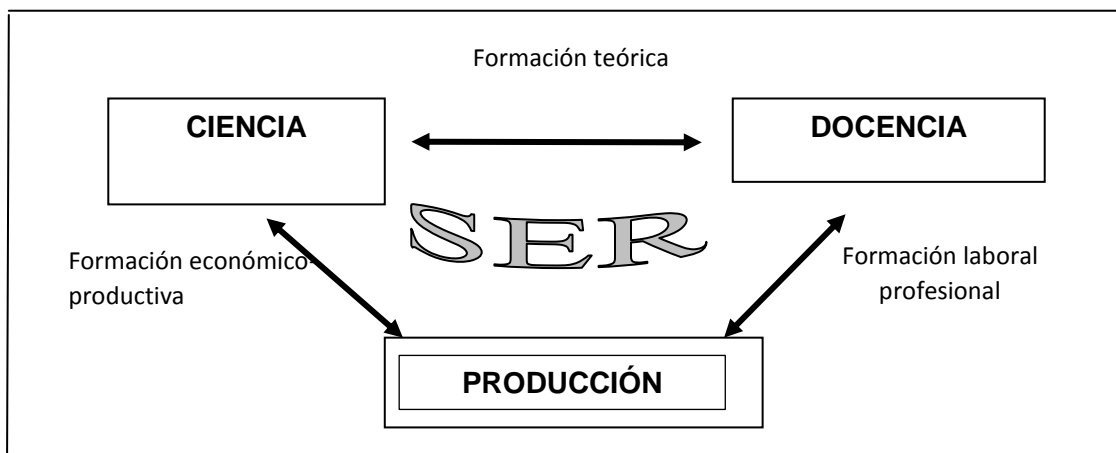 Formación teórica
CIENCIA
DOCENCIA
SER
Formación económico-
productiva
Formación laboral
profesional
PRODUCCIÓN